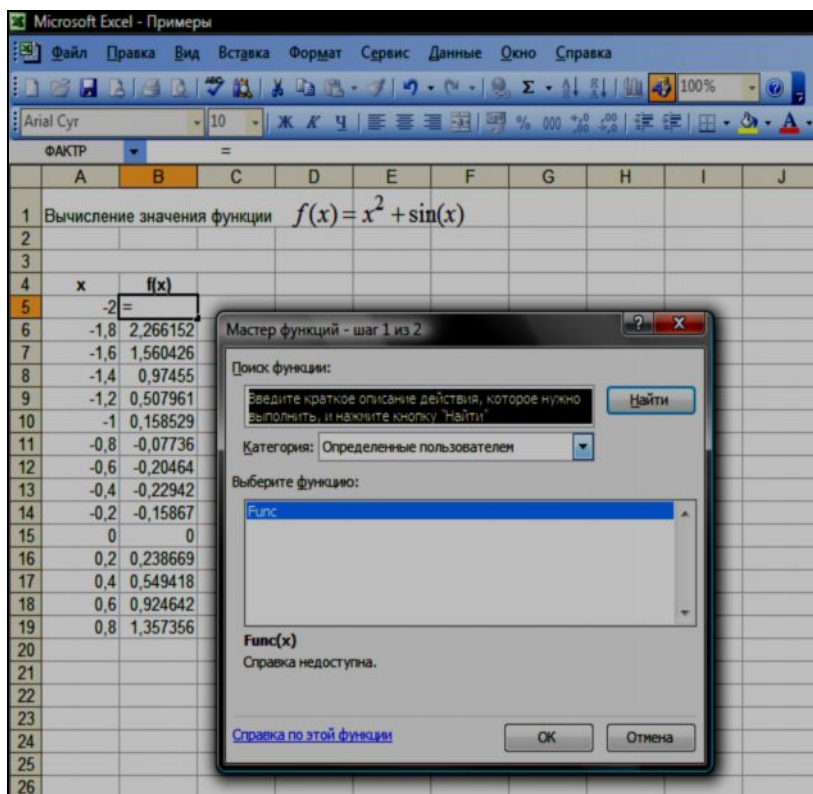 Microsoft Excel - Примеры
Файл Правка Вид Вставка Формат Сервис Данные Окно Справка
100%
Arial Cyr 10 Ж К Ч % 000
ФАКТР =
A B C D E F G H I J
1 Вычисление значения функции f(x) = x² + sin(x)
2
3
4 x f(x)
5 -2 =
6 -1,8 2,266152
7 -1,6 1,560426
8 -1,4 0,97455
9 -1,2 0,507961
10 -1 0,158529
11 -0,8 -0,07736
12 -0,6 -0,20464
13 -0,4 -0,22942
14 -0,2 -0,15867
15 0 0
16 0,2 0,238669
17 0,4 0,549418
18 0,6 0,924642
19 0,8 1,357356
20
21
22
23
24
25
26
Мастер функций - шаг 1 из 2
Поиск функции:
Введите краткое описание действия, которое нужно
выполнить, и нажмите кнопку "Найти"
Найти
Категория: Определенные пользователем
Выберите функцию:
Func
Func(x)
Справка недоступна.
Справка по этой функции
ОК Отмена